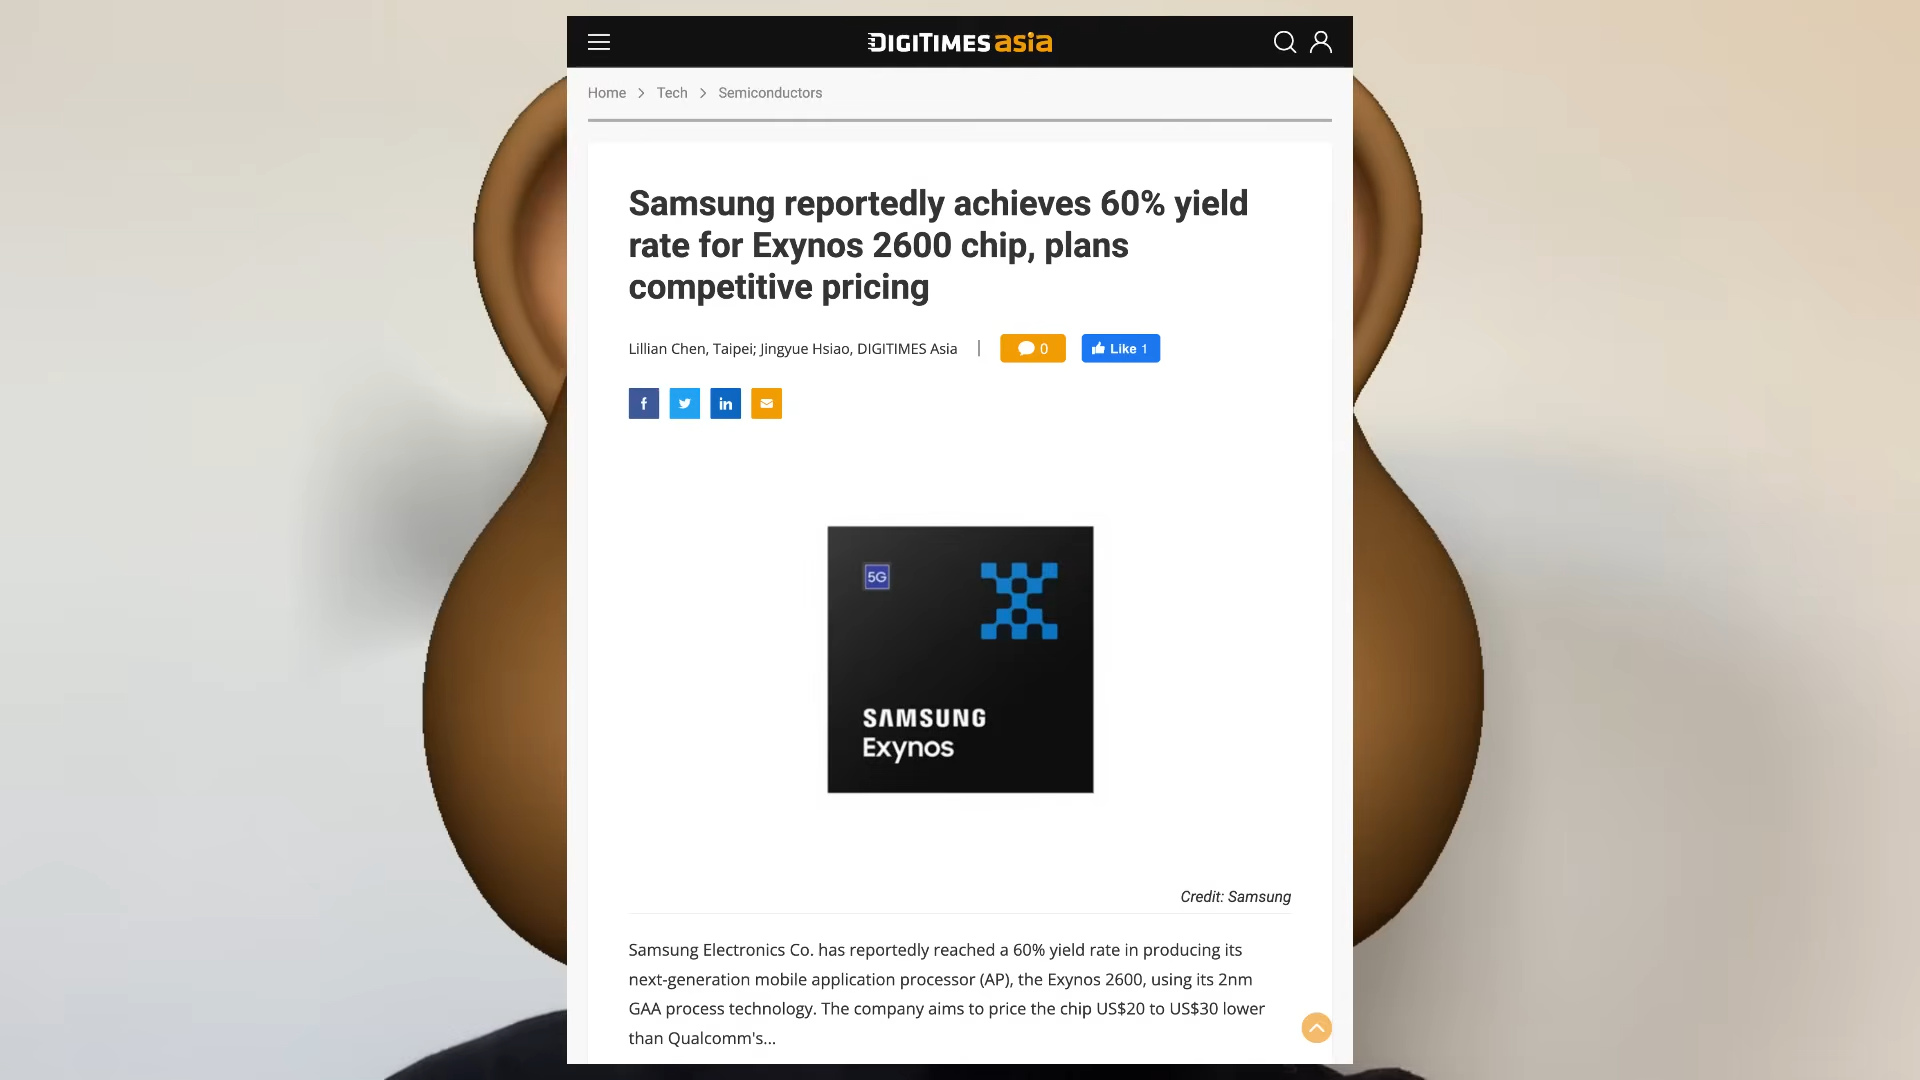 DIGITIMES asia
Home > Tech > Semiconductors
Samsung reportedly achieves 60% yield
rate for Exynos 2600 chip, plans
competitive pricing
Lillian Chen, Taipei; Jingyue Hsiao, DIGITIMES Asia | 0 Like 1
5G
SAMSUNG
Exynos
Credit: Samsung
Samsung Electronics Co. has reportedly reached a 60% yield rate in producing its
next-generation mobile application processor (AP), the Exynos 2600, using its 2nm
GAA process technology. The company aims to price the chip US$20 to US$30 lower
than Qualcomm's...